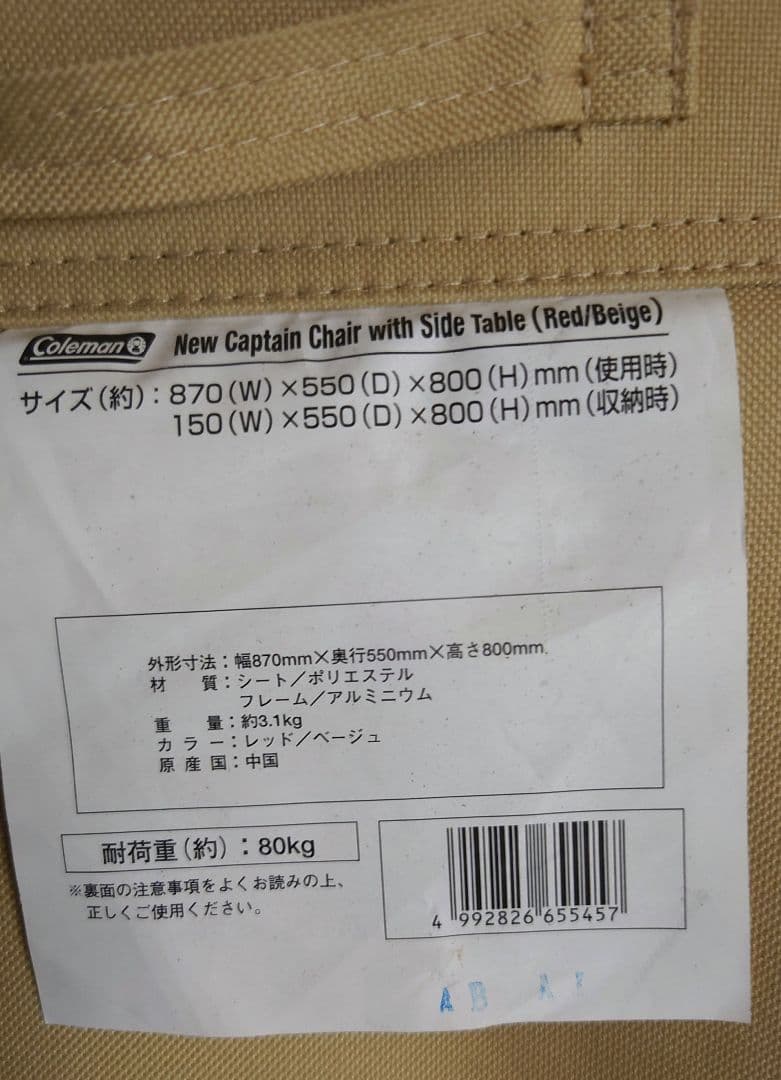 Coleman
New Captain Chair with Side Table (Red/Beige)
サイズ(約)：870(W)×550(D)×800(H)mm(使用時)
150(W)×550(D)×800(H)mm(収納時)
外形寸法：幅870mm×奥行550mm×高さ800mm
材　　質：シート／ポリエステル
フレーム／アルミニウム
重　　量：約3.1kg
カ ラ ー：レッド／ベージュ
原 産 国：中国
耐荷重(約)：80kg
※裏面の注意事項をよくお読みの上、
正しくご使用ください。
4 992826 655457
AB A